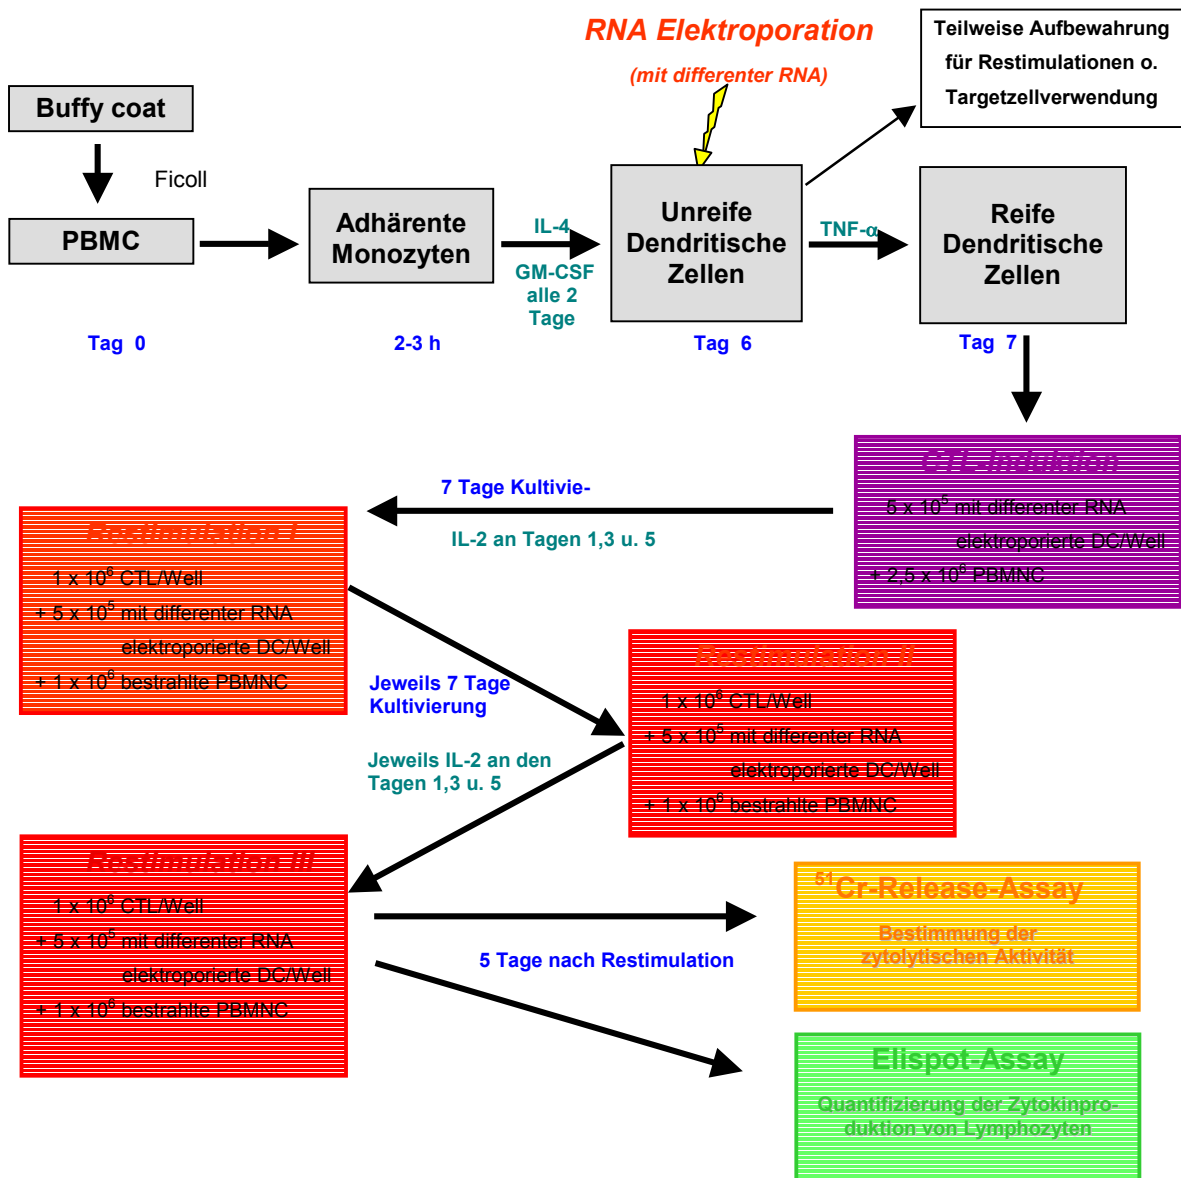 RNA Elektroporation
(mit differenter RNA)
Teilweise Aufbewahrung
für Restimulationen o.
Targetzellverwendung
Buffy coat
Ficoll
PBMC
Adhärente
Monozyten
IL-4
GM-CSF
alle 2
Tage
Unreife
Dendritische
Zellen
TNF-α
Reife
Dendritische
Zellen
Tag 0
2-3 h
Tag 6
Tag 7
CTL-Induktion
5 x 10⁵ mit differenter RNA
elektroporierte DC/Well
+ 2,5 x 10⁶ PBMNC
7 Tage Kultivie-
IL-2 an Tagen 1,3 u. 5
Restimulation I
1 x 10⁶ CTL/Well
+ 5 x 10⁵ mit differenter RNA
elektroporierte DC/Well
+ 1 x 10⁶ bestrahlte PBMNC
Jeweils 7 Tage
Kultivierung
Restimulation II
1 x 10⁶ CTL/Well
+ 5 x 10⁵ mit differenter RNA
elektroporierte DC/Well
+ 1 x 10⁶ bestrahlte PBMNC
Jeweils IL-2 an den
Tagen 1,3 u. 5
Restimulation III
1 x 10⁶ CTL/Well
+ 5 x 10⁵ mit differenter RNA
elektroporierte DC/Well
+ 1 x 10⁶ bestrahlte PBMNC
5 Tage nach Restimulation
⁵¹Cr-Release-Assay
Bestimmung der
zytolytischen Aktivität
Elispot-Assay
Quantifizierung der Zytokinpro-
duktion von Lymphozyten